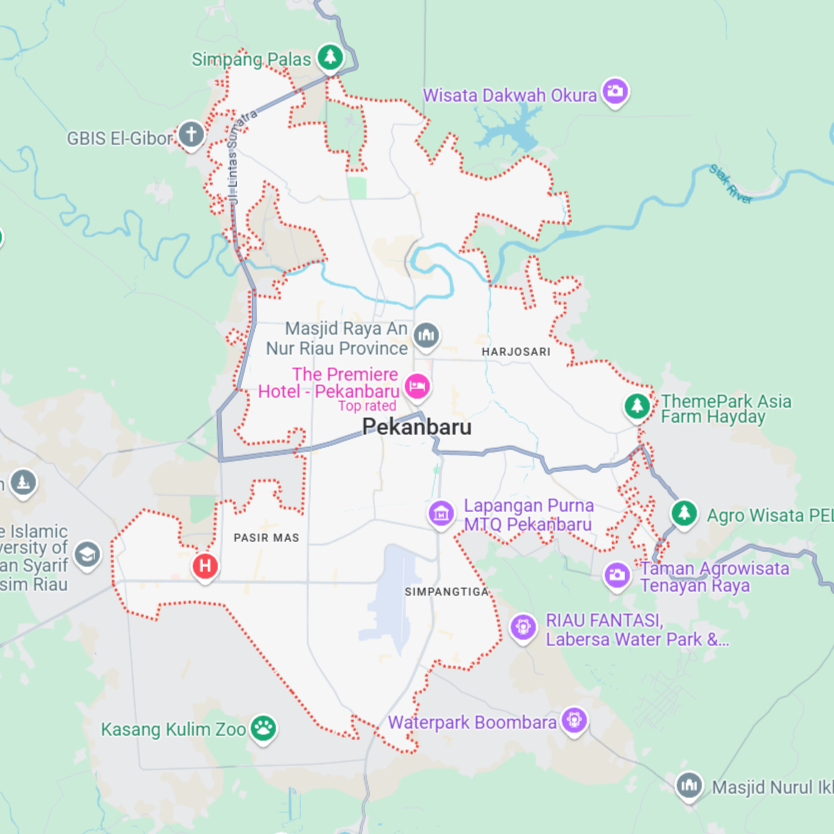 Simpang Palas
Wisata Dakwah Okura
GBIS El-Gibor
Jl. Lintas Sumatra
Siak River
Masjid Raya An
Nur Riau Province
HARJOSARI
The Premiere
Hotel - Pekanbaru
Top rated
ThemePark Asia
Farm Hayday
Pekanbaru
Lapangan Purna
MTQ Pekanbaru
Agro Wisata PEL
e Islamic
versity of
an Syarif
sim Riau
PASIR MAS
H
Taman Agrowisata
Tenayan Raya
SIMPANGTIGA
RIAU FANTASI,
Labersa Water Park &...
Waterpark Boombara
Kasang Kulim Zoo
Masjid Nurul Ikl